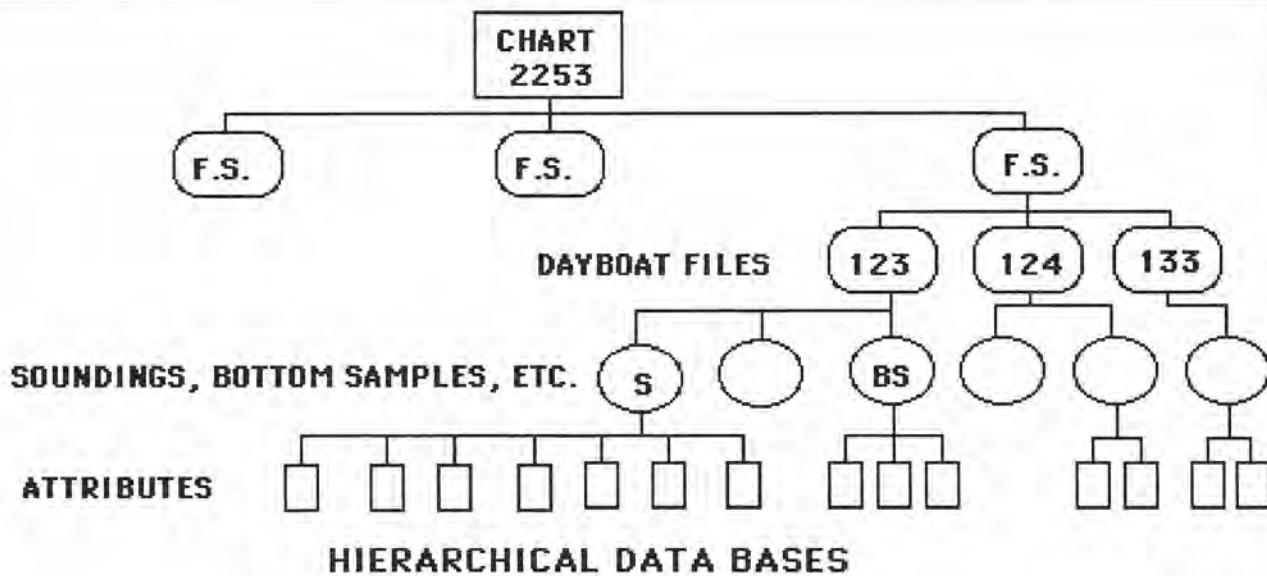 CHART
2253
F.S. F.S. F.S.
DAYBOAT FILES 123 124 133
SOUNDINGS, BOTTOM SAMPLES, ETC. S BS
ATTRIBUTES
HIERARCHICAL DATA BASES